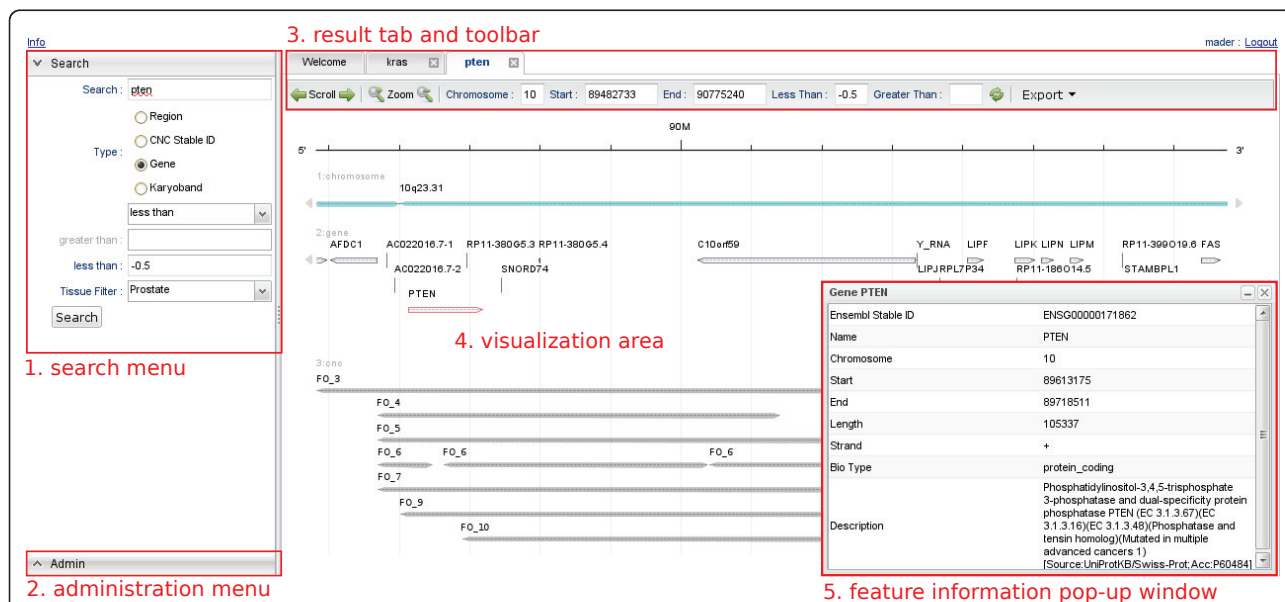 3. result tab and toolbar
Info
mader : Logout
Search
Search : pten
Type :
Region
CNC Stable ID
Gene
Karyoband
less than
greater than :
less than : -0.5
Tissue Filter : Prostate
Search
1. search menu
Admin
2. administration menu
Welcome kras pten
Scroll Zoom Chromosome : 10 Start : 89482733 End : 90775240 Less Than : -0.5 Greater Than : Export
90M
5' 3'
1:chromosome
10q23.31
2:gene
AFDC1 AC022016.7-1 RP11-380G5.3 RP11-380G5.4 C10orf59 Y_RNA LIPF LIPK LIPN LIPM RP11-399O19.6 FAS
AC022016.7-2 SNORD74 LIPJRPL7P34 RP11-186O14.5 STAMBPL1
PTEN
4. visualization area
3:cnc
FO_3
FO_4
FO_5
FO_6 FO_6 FO_6
FO_7
FO_9
FO_10
Gene PTEN
Ensembl Stable ID ENSG00000171862
Name PTEN
Chromosome 10
Start 89613175
End 89718511
Length 105337
Strand +
Bio Type protein_coding
Description
Phosphatidylinositol-3,4,5-trisphosphate
3-phosphatase and dual-specificity protein
phosphatase PTEN (EC 3.1.3.67)(EC
3.1.3.16)(EC 3.1.3.48)(Phosphatase and
tensin homolog)(Mutated in multiple
advanced cancers 1)
[Source:UniProtKB/Swiss-Prot;Acc:P60484]
5. feature information pop-up window